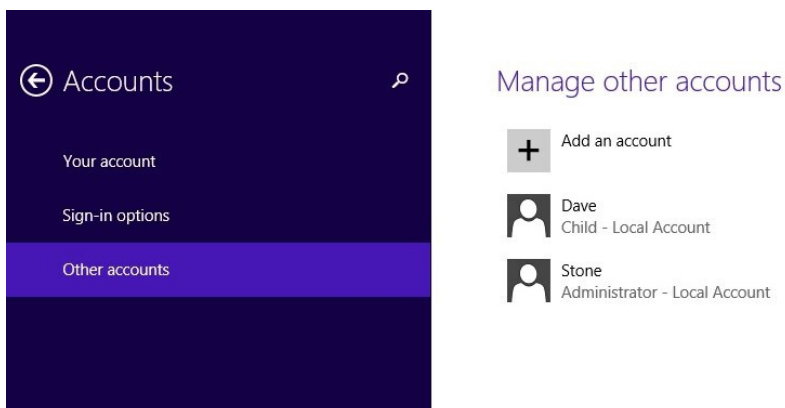 Accounts
Your account
Sign-in options
Other accounts
Manage other accounts
Add an account
Dave
Child - Local Account
Stone
Administrator - Local Account